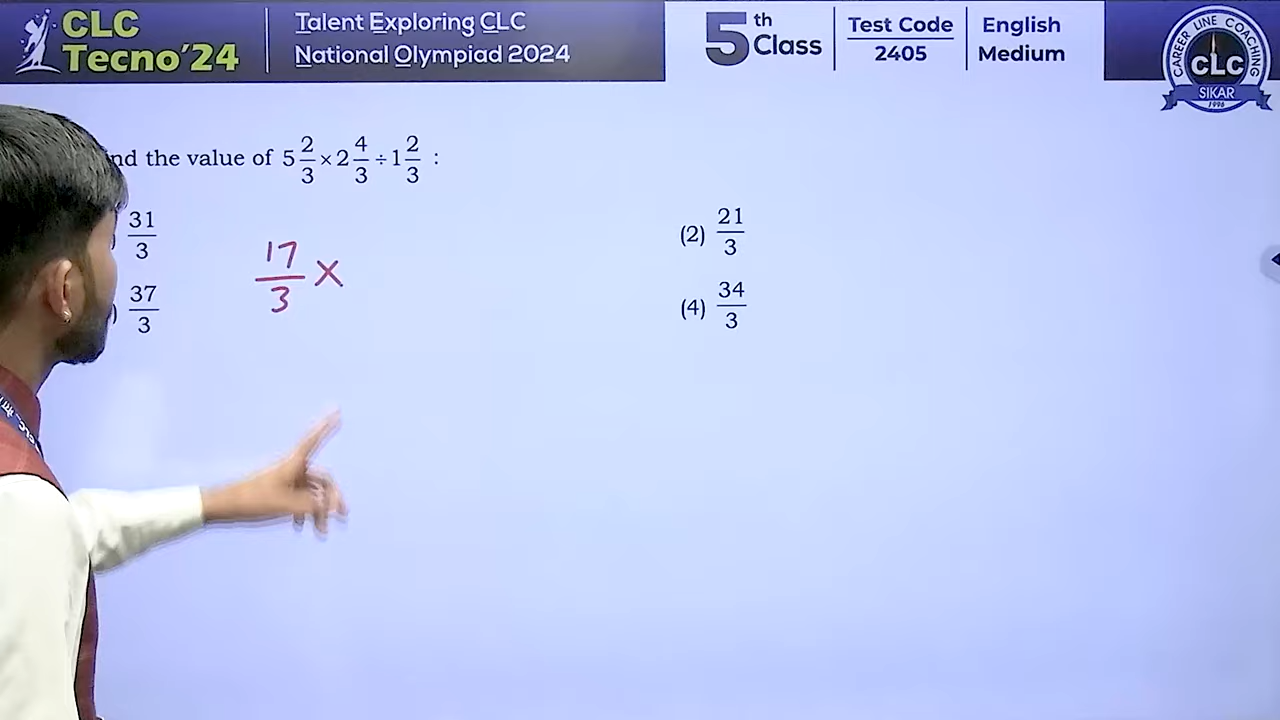 CLC
Tecno'24
Talent Exploring CLC
National Olympiad 2024
5th Class
Test Code
2405
English
Medium
CAREER LINE COACHING
CLC
SIKAR
1996
the value of 5 2/3 × 2 4/3 ÷ 1 2/3 :
31/3
(2) 21/3
37/3
(4) 34/3
17/3 ×